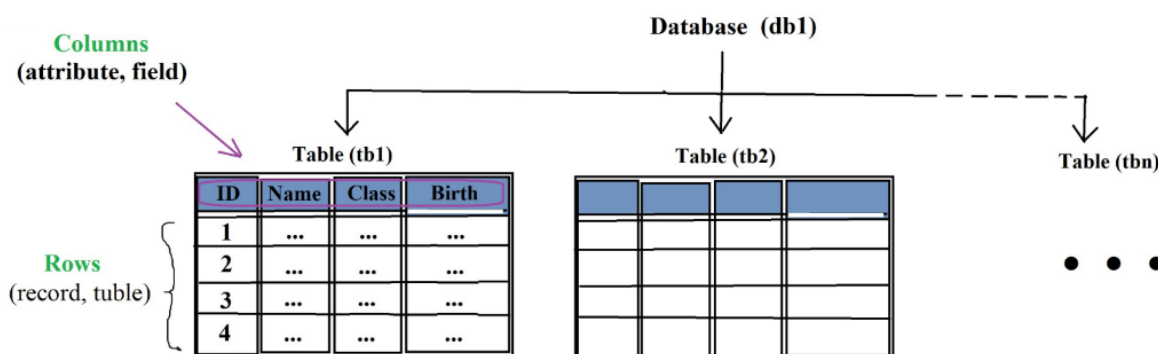 Database (db1)
Columns
(attribute, field)
Table (tb1)
Table (tb2)
Table (tbn)
ID Name Class Birth
1 ... ... ...
2 ... ... ...
3 ... ... ...
4 ... ... ...
Rows
(record, tuble)